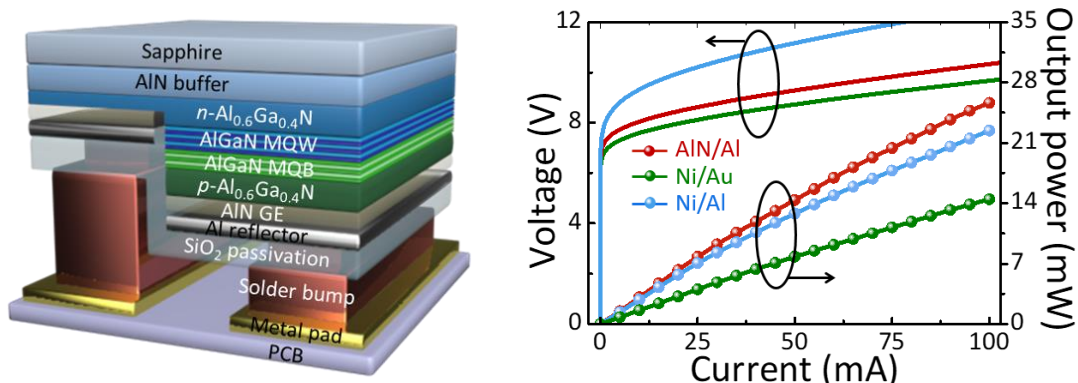 Sapphire
AlN buffer
n-Al0.6Ga0.4N
AlGaN MQW
AlGaN MQB
p-Al0.6Ga0.4N
AlN GE
Al reflector
SiO2 passivation
Solder bump
Metal pad
PCB
Voltage (V)
12
8
4
0
AlN/Al
Ni/Au
Ni/Al
35
28
21
14
7
0
Output power (mW)
0 25 50 75 100
Current (mA)